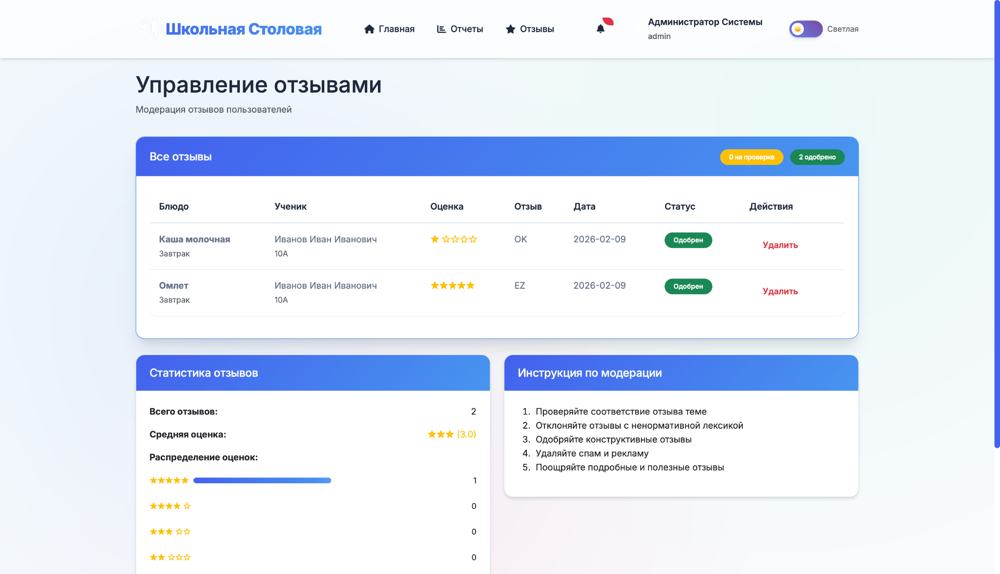 Школьная Столовая
Главная
Отчеты
Отзывы
Администратор Системы
admin
Светлая
Управление отзывами
Модерация отзывов пользователей
Все отзывы
0 на проверке
2 одобрено
Блюдо Ученик Оценка Отзыв Дата Статус Действия
Каша молочная Иванов Иван Иванович OK 2026-02-09 Одобрен Удалить
Завтрак 10А
Омлет Иванов Иван Иванович EZ 2026-02-09 Одобрен Удалить
Завтрак 10А
Статистика отзывов
Всего отзывов: 2
Средняя оценка: (3.0)
Распределение оценок:
1
0
0
0
Инструкция по модерации
1. Проверяйте соответствие отзыва теме
2. Отклоняйте отзывы с ненормативной лексикой
3. Одобряйте конструктивные отзывы
4. Удаляйте спам и рекламу
5. Поощряйте подробные и полезные отзывы